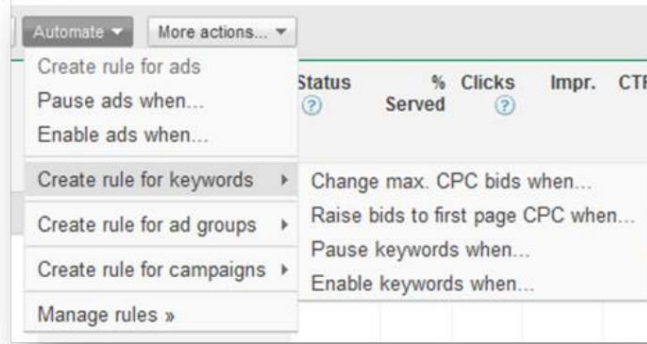 Automate More actions...
Create rule for ads
Pause ads when...
Enable ads when...
Status % Served Clicks Impr. CTR
? ?
Create rule for keywords
Change max. CPC bids when...
Raise bids to first page CPC when...
Pause keywords when...
Enable keywords when...
Create rule for ad groups
Create rule for campaigns
Manage rules »